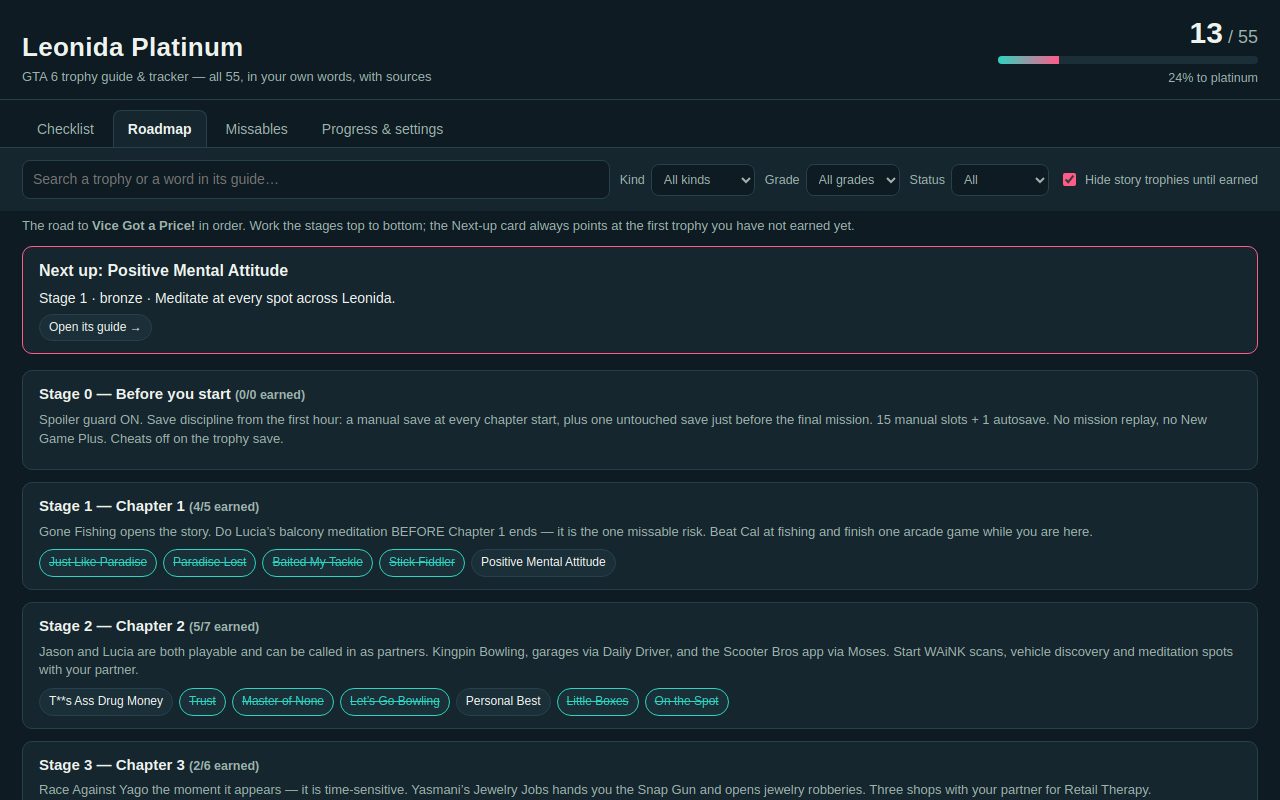 Leonida Platinum
GTA 6 trophy guide & tracker — all 55, in your own words, with sources
13 / 55
24% to platinum
Checklist
Roadmap
Missables
Progress & settings
Search a trophy or a word in its guide…
Kind
All kinds
Grade
All grades
Status
All
Hide story trophies until earned
The road to Vice Got a Price! in order. Work the stages top to bottom; the Next-up card always points at the first trophy you have not earned yet.
Next up: Positive Mental Attitude
Stage 1 · bronze · Meditate at every spot across Leonida.
Open its guide →
Stage 0 — Before you start (0/0 earned)
Spoiler guard ON. Save discipline from the first hour: a manual save at every chapter start, plus one untouched save just before the final mission. 15 manual slots + 1 autosave. No mission replay, no New
Game Plus. Cheats off on the trophy save.
Stage 1 — Chapter 1 (4/5 earned)
Gone Fishing opens the story. Do Lucia’s balcony meditation BEFORE Chapter 1 ends — it is the one missable risk. Beat Cal at fishing and finish one arcade game while you are here.
Just Like Paradise
Paradise Lost
Baited My Tackle
Stick Fiddler
Positive Mental Attitude
Stage 2 — Chapter 2 (5/7 earned)
Jason and Lucia are both playable and can be called in as partners. Kingpin Bowling, garages via Daily Driver, and the Scooter Bros app via Moses. Start WAiNK scans, vehicle discovery and meditation spots
with your partner.
T**s Ass Drug Money
Trust
Master of None
Let’s Go Bowling
Personal Best
Little Boxes
On the Spot
Stage 3 — Chapter 3 (2/6 earned)
Race Against Yago the moment it appears — it is time-sensitive. Yasmani’s Jewelry Jobs hands you the Snap Gun and opens jewelry robberies. Three shops with your partner for Retail Therapy.